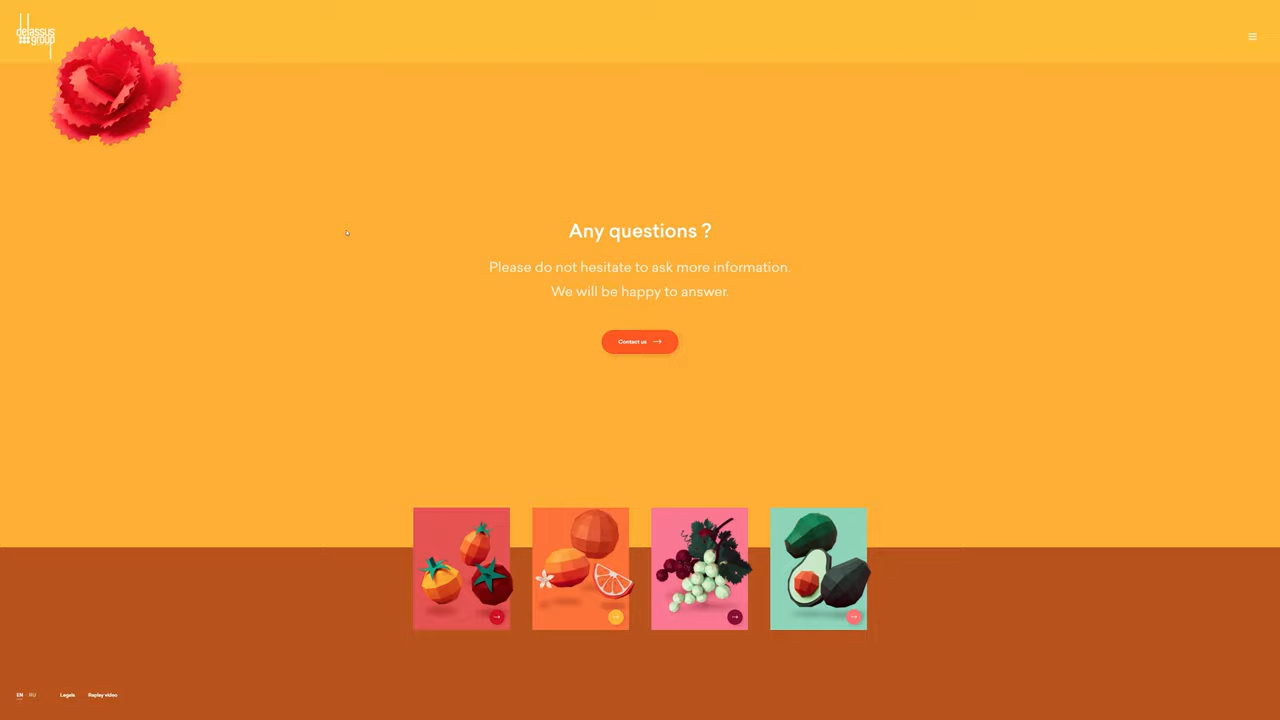 delassus
group
Any questions ?
Please do not hesitate to ask more information.
We will be happy to answer.
Contact us
EN RU Legals Replay video